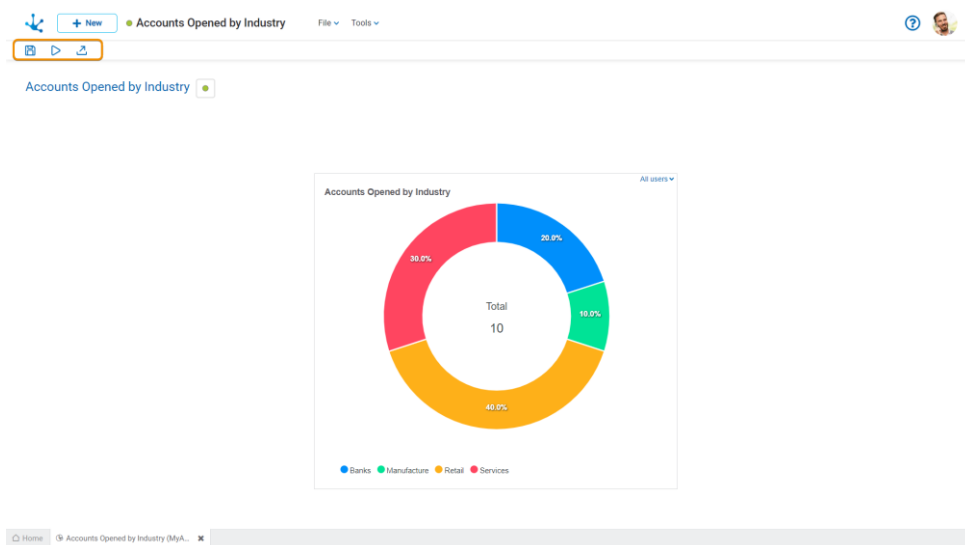 + New
Accounts Opened by Industry
File
Tools
?
Accounts Opened by Industry
All users
Accounts Opened by Industry
20.0%
30.0%
Total
10.0%
10
40.0%
Banks Manufacture Retail Services
Home
Accounts Opened by Industry (MyA...